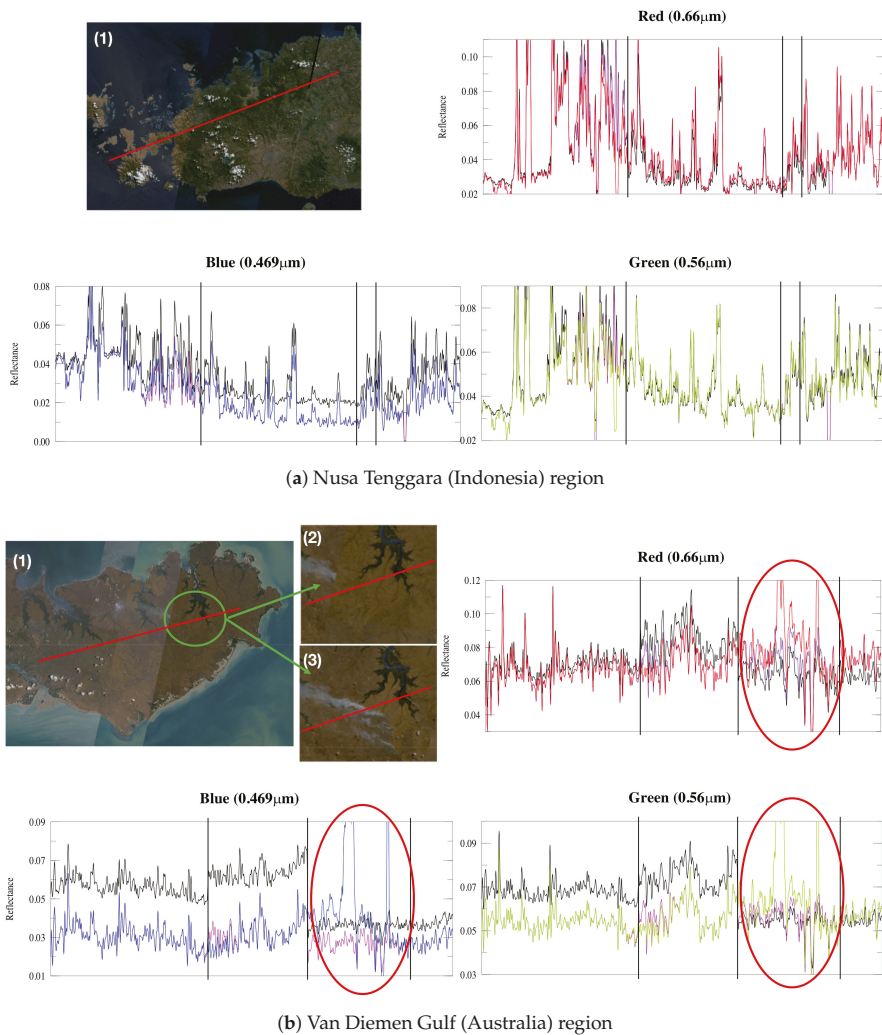 (1)
Red (0.66μm)
Reflectance
0.10
0.08
0.06
0.04
0.02
Blue (0.469μm)
Reflectance
0.08
0.06
0.04
0.02
0.00
Green (0.56μm)
0.08
0.06
0.04
0.02
(a) Nusa Tenggara (Indonesia) region
(1)
(2)
(3)
Red (0.66μm)
Reflectance
0.12
0.10
0.08
0.06
0.04
Blue (0.469μm)
Reflectance
0.09
0.07
0.05
0.03
0.01
Green (0.56μm)
0.09
0.07
0.05
0.03
(b) Van Diemen Gulf (Australia) region